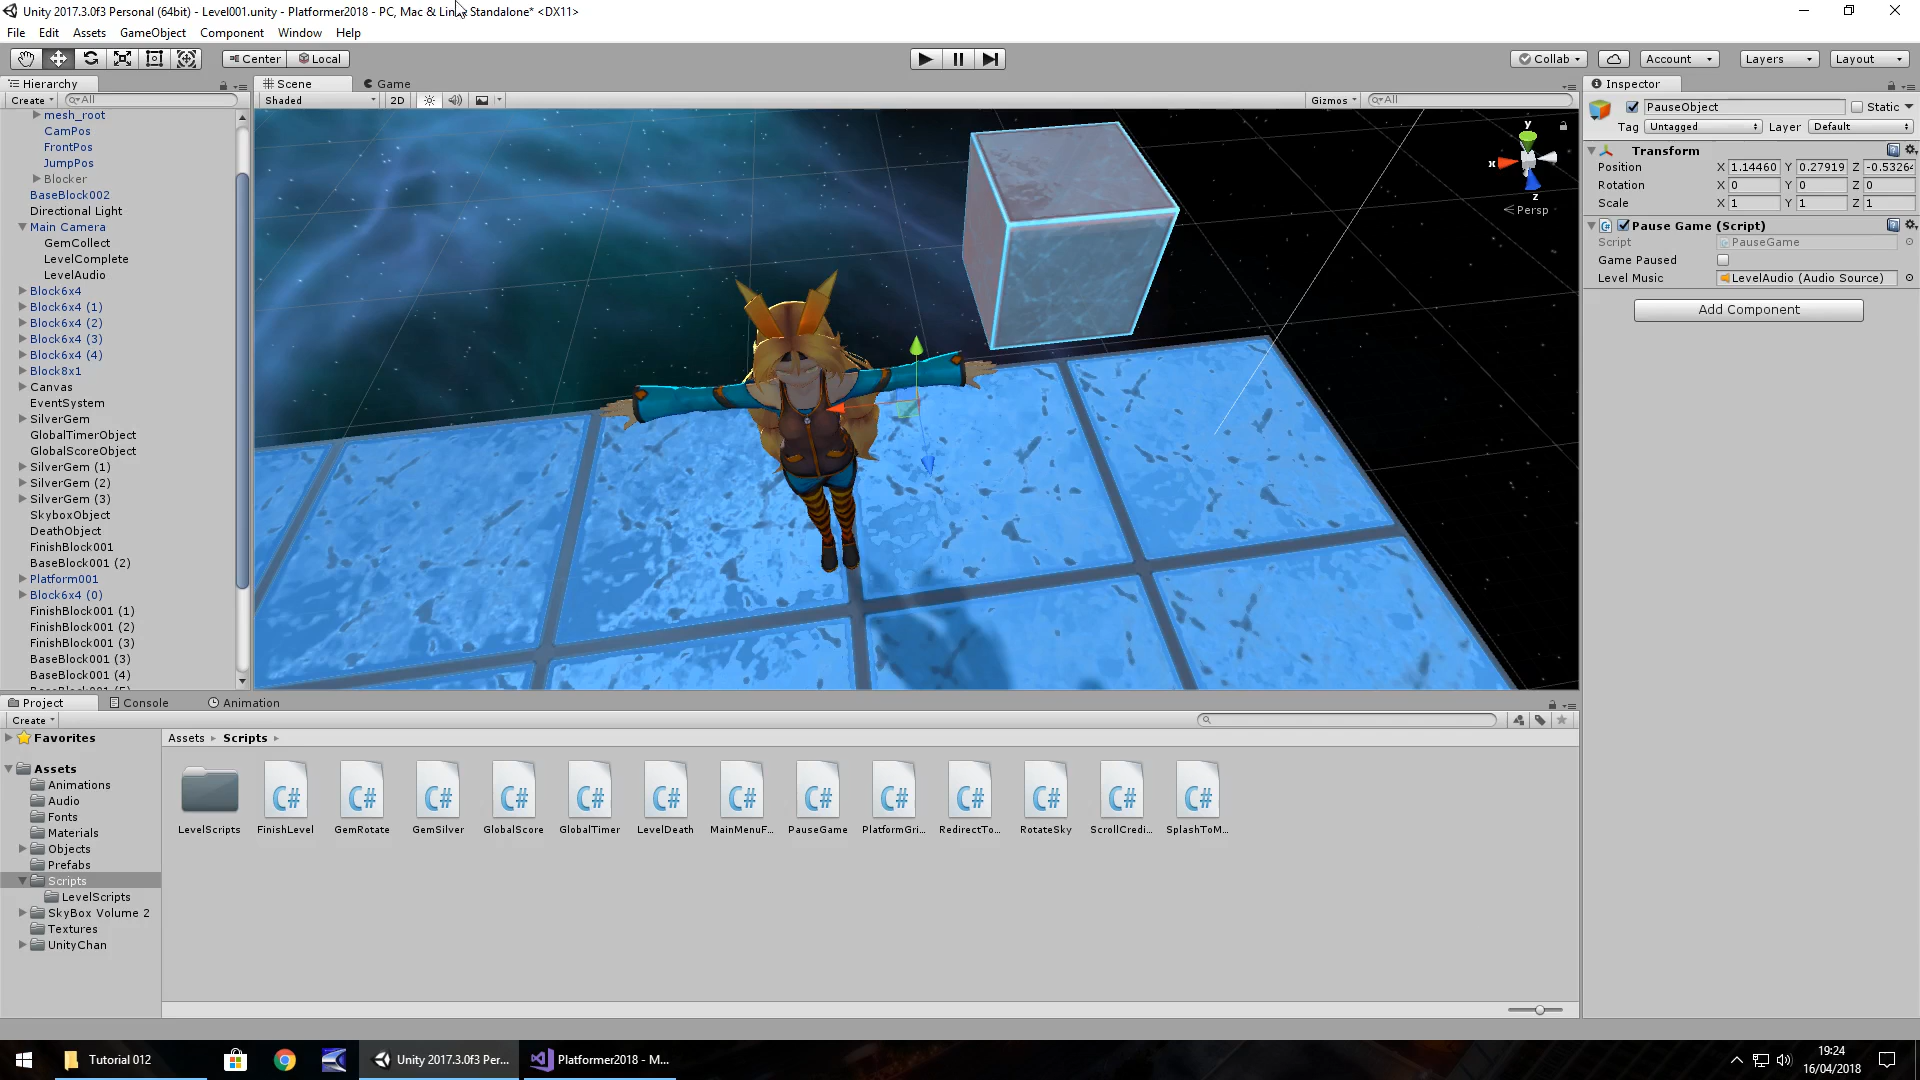 Unity 2017.3.0f3 Personal (64bit) - Level001.unity - Platformer2018 - PC, Mac & Linux Standalone* <DX11>
File Edit Assets GameObject Component Window Help
Center Local Collab Account Layers Layout
Hierarchy Scene Game Inspector
Create All Shaded 2D Gizmos All
mesh_root
CamPos
FrontPos
JumpPos
Blocker
BaseBlock002
Directional Light
Main Camera
GemCollect
LevelComplete
LevelAudio
Block6x4
Block6x4 (1)
Block6x4 (2)
Block6x4 (3)
Block6x4 (4)
Block8x1
Canvas
EventSystem
SilverGem
GlobalTimerObject
GlobalScoreObject
SilverGem (1)
SilverGem (2)
SilverGem (3)
SkyboxObject
DeathObject
FinishBlock001
BaseBlock001 (2)
Platform001
Block6x4 (0)
FinishBlock001 (1)
FinishBlock001 (2)
FinishBlock001 (3)
BaseBlock001 (3)
BaseBlock001 (4)
y
x
z
Persp
PauseObject Static
Tag Untagged Layer Default
Transform
Position X 1.14460 Y 0.27919 Z -0.5326
Rotation X 0 Y 0 Z 0
Scale X 1 Y 1 Z 1
Pause Game (Script)
Script PauseGame
Game Paused
Level Music LevelAudio (Audio Source)
Add Component
Project Console Animation
Create
Favorites
Assets
Animations
Audio
Fonts
Materials
Objects
Prefabs
Scripts
LevelScripts
SkyBox Volume 2
Textures
UnityChan
Assets Scripts
C# C# C# C# C# C# C# C# C# C# C# C# C#
LevelScripts FinishLevel GemRotate GemSilver GlobalScore GlobalTimer LevelDeath MainMenuF... PauseGame PlatformGri... RedirectTo... RotateSky ScrollCredi... SplashToM...
Tutorial 012 Unity 2017.3.0f3 Per... Platformer2018 - M...
19:24
16/04/2018